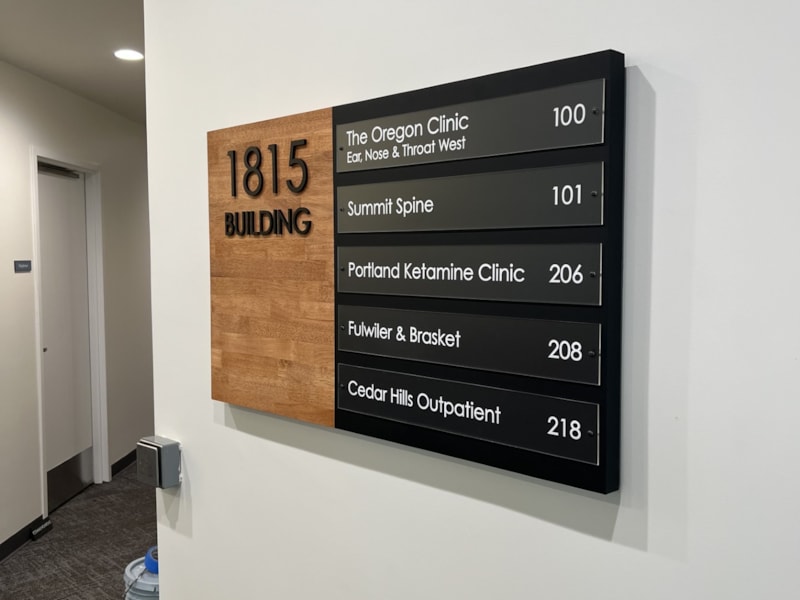 1815
BUILDING
The Oregon Clinic 100
Ear, Nose & Throat West
Summit Spine 101
Portland Ketamine Clinic 206
Fulwiler & Brasket 208
Cedar Hills Outpatient 218